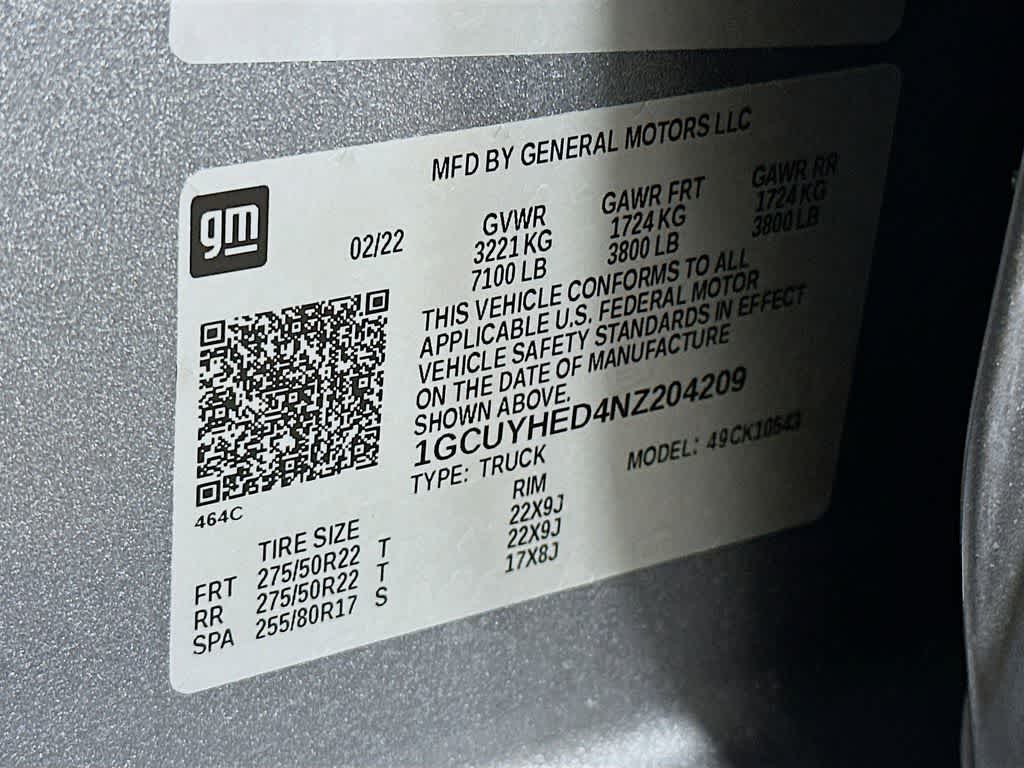 MFD BY GENERAL MOTORS LLC
gm
02/22
GVWR GAWR FRT GAWR RR
3221 KG 1724 KG 1724 KG
7100 LB 3800 LB 3800 LB
THIS VEHICLE CONFORMS TO ALL
APPLICABLE U.S. FEDERAL MOTOR
VEHICLE SAFETY STANDARDS IN EFFECT
ON THE DATE OF MANUFACTURE
SHOWN ABOVE.
1GCUYHED4NZ204209
TYPE: TRUCK MODEL: 49CK10543
464C
TIRE SIZE RIM
FRT 275/50R22 T 22X9J
RR 275/50R22 T 22X9J
SPA 255/80R17 S 17X8J